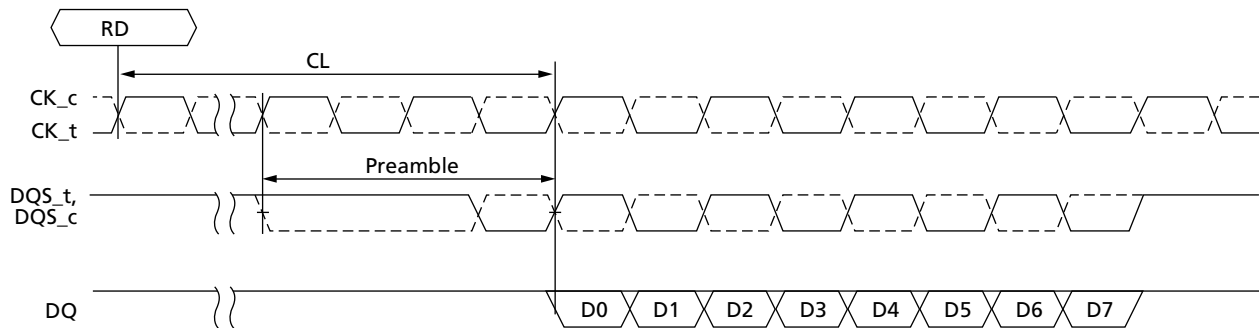 RD
CL
CK_c
CK_t
Preamble
DQS_t,
DQS_c
DQ
D0 D1 D2 D3 D4 D5 D6 D7